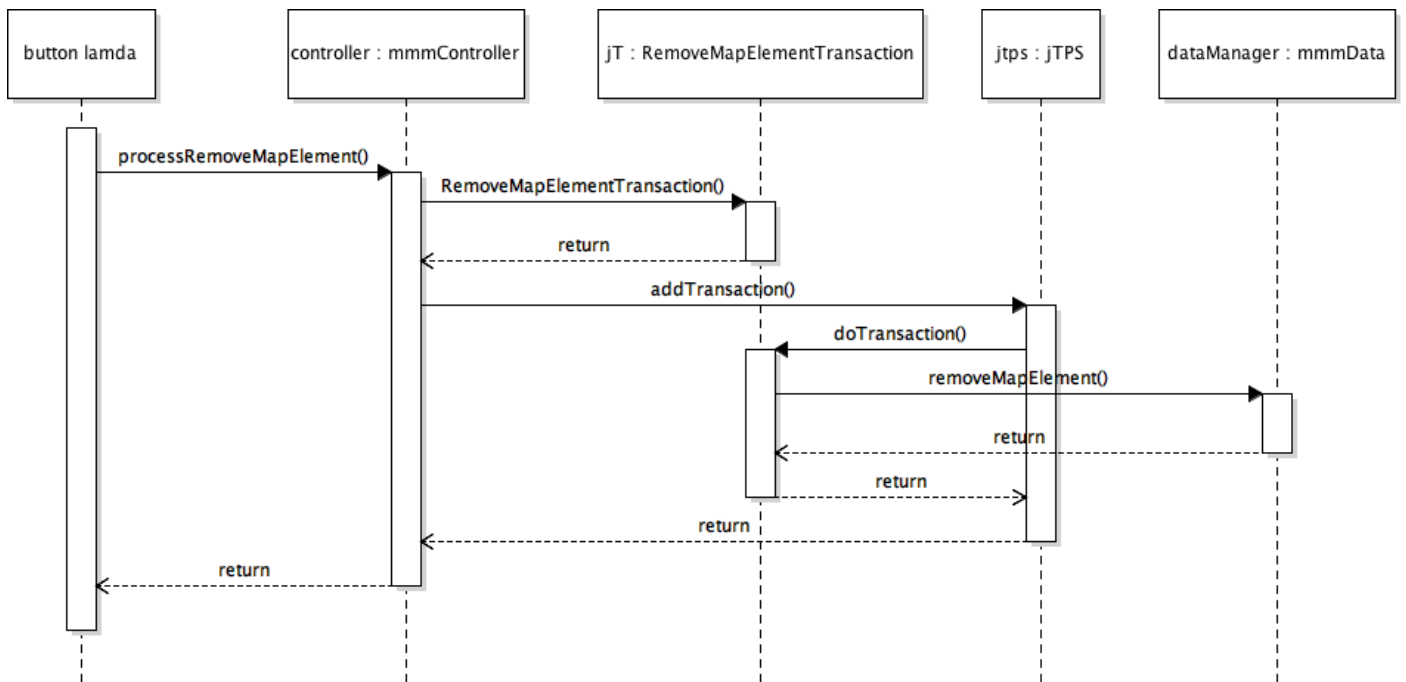 button lamda
controller : mmmController
jT : RemoveMapElementTransaction
jtps : jTPS
dataManager : mmmData
processRemoveMapElement()
RemoveMapElementTransaction()
return
addTransaction()
doTransaction()
removeMapElement()
return
return
return
return